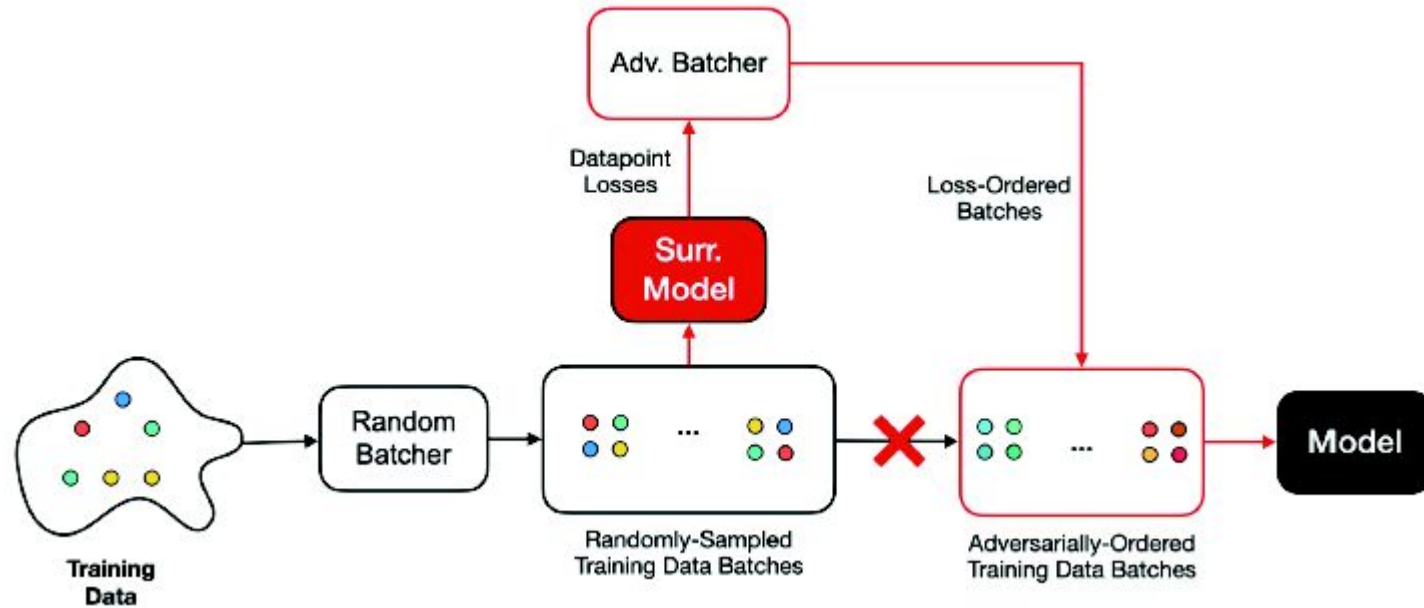 Adv. Batcher
Datapoint
Losses
Loss-Ordered
Batches
Surr.
Model
Random
Batcher
...
...
Model
Training
Data
Randomly-Sampled
Training Data Batches
Adversarially-Ordered
Training Data Batches